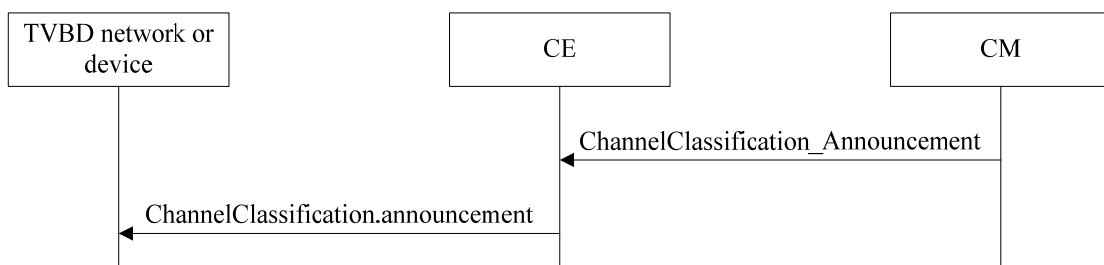 TVBD network or
device
CE
CM
ChannelClassification_Announcement
ChannelClassification.announcement